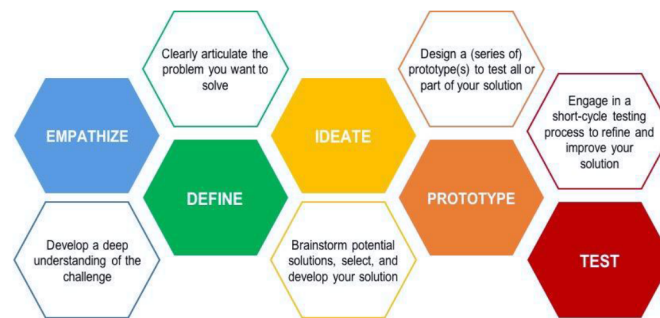 EMPATHIZE
Develop a deep
understanding of the
challenge
Clearly articulate the
problem you want to
solve
DEFINE
IDEATE
Brainstorm potential
solutions, select, and
develop your solution
Design a (series of)
prototype(s) to test all or
part of your solution
PROTOTYPE
Engage in a
short-cycle testing
process to refine and
improve your
solution
TEST